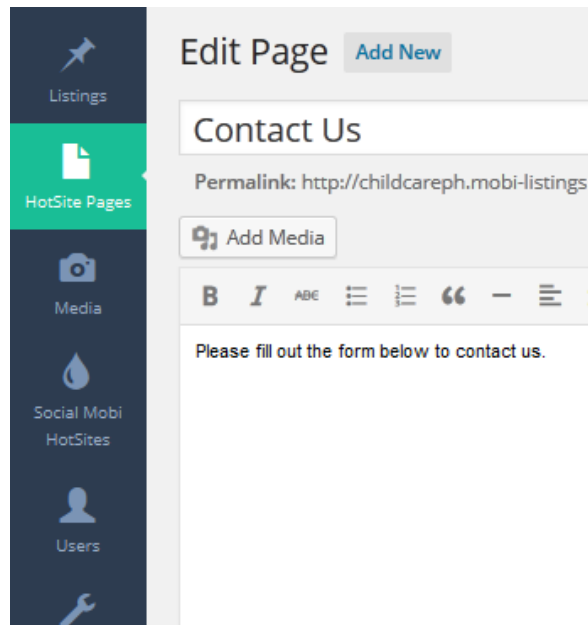 Listings
HotSite Pages
Media
Social Mobi
HotSites
Users
Edit Page
Add New
Contact Us
Permalink: http://childcareph.mobi-listings
Add Media
B I ABC
Please fill out the form below to contact us.